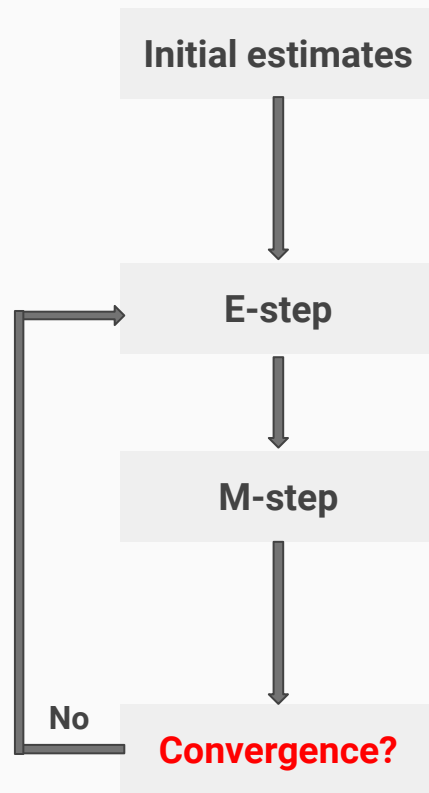 Initial estimates
E-step
M-step
No
Convergence?